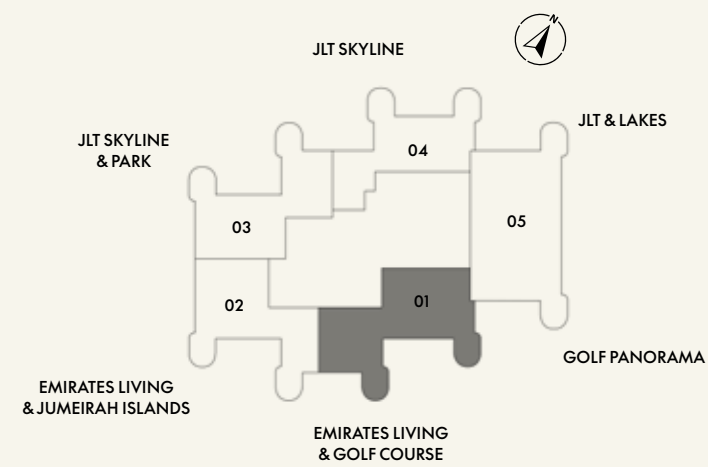 N
JLT SKYLINE
JLT & LAKES
JLT SKYLINE
& PARK
04
03
05
02
01
GOLF PANORAMA
EMIRATES LIVING
& JUMEIRAH ISLANDS
EMIRATES LIVING
& GOLF COURSE